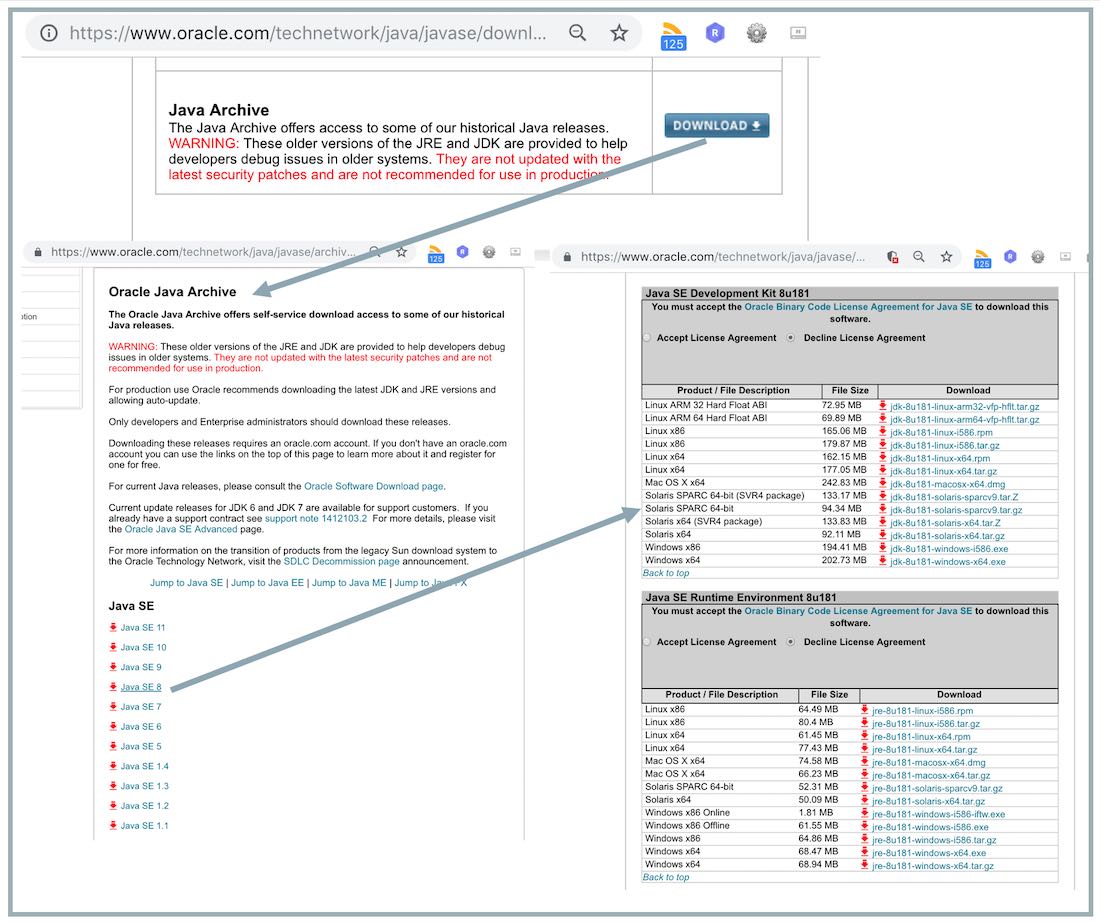 https://www.oracle.com/technetwork/java/javase/downl...
125
R
Java Archive
The Java Archive offers access to some of our historical Java releases.
WARNING: These older versions of the JRE and JDK are provided to help
developers debug issues in older systems. They are not updated with the
latest security patches and are not recommended for use in production.
DOWNLOAD
https://www.oracle.com/technetwork/java/javase/archiv...
125
R
Oracle Java Archive
The Oracle Java Archive offers self-service download access to some of our historical
Java releases.
WARNING: These older versions of the JRE and JDK are provided to help developers debug
issues in older systems. They are not updated with the latest security patches and are not
recommended for use in production.
For production use Oracle recommends downloading the latest JDK and JRE versions and
allowing auto-update.
Only developers and Enterprise administrators should download these releases.
Downloading these releases requires an oracle.com account. If you don't have an oracle.com
account you can use the links on the top of this page to learn more about it and register for
one for free.
For current Java releases, please consult the Oracle Software Download page.
Current update releases for JDK 6 and JDK 7 are available for support customers. If you
already have a support contract see support note 1412103.2 For more details, please visit
the Oracle Java SE Advanced page.
For more information on the transition of products from the legacy Sun download system to
the Oracle Technology Network, visit the SDLC Decommission page announcement.
Jump to Java SE | Jump to Java EE | Jump to Java ME | Jump to
Java SE
Java SE 11
Java SE 10
Java SE 9
Java SE 8
Java SE 7
Java SE 6
Java SE 5
Java SE 1.4
Java SE 1.3
Java SE 1.2
Java SE 1.1
https://www.oracle.com/technetwork/java/javase/...
125
R
Java SE Development Kit 8u181
You must accept the Oracle Binary Code License Agreement for Java SE to download this
software.
Accept License Agreement Decline License Agreement
Product / File Description File Size Download
Linux ARM 32 Hard Float ABI 72.95 MB jdk-8u181-linux-arm32-vfp-hflt.tar.gz
Linux ARM 64 Hard Float ABI 69.89 MB jdk-8u181-linux-arm64-vfp-hflt.tar.gz
Linux x86 165.06 MB jdk-8u181-linux-i586.rpm
Linux x86 179.87 MB jdk-8u181-linux-i586.tar.gz
Linux x64 162.15 MB jdk-8u181-linux-x64.rpm
Linux x64 177.05 MB jdk-8u181-linux-x64.tar.gz
Mac OS X x64 242.83 MB jdk-8u181-macosx-x64.dmg
Solaris SPARC 64-bit (SVR4 package) 133.17 MB jdk-8u181-solaris-sparcv9.tar.Z
Solaris SPARC 64-bit 94.34 MB jdk-8u181-solaris-sparcv9.tar.gz
Solaris x64 (SVR4 package) 133.83 MB jdk-8u181-solaris-x64.tar.Z
Solaris x64 92.11 MB jdk-8u181-solaris-x64.tar.gz
Windows x86 194.41 MB jdk-8u181-windows-i586.exe
Windows x64 202.73 MB jdk-8u181-windows-x64.exe
Back to top
Java SE Runtime Environment 8u181
You must accept the Oracle Binary Code License Agreement for Java SE to download this
software.
Accept License Agreement Decline License Agreement
Product / File Description File Size Download
Linux x86 64.49 MB jre-8u181-linux-i586.rpm
Linux x86 80.4 MB jre-8u181-linux-i586.tar.gz
Linux x64 61.45 MB jre-8u181-linux-x64.rpm
Linux x64 77.43 MB jre-8u181-linux-x64.tar.gz
Mac OS X x64 74.58 MB jre-8u181-macosx-x64.dmg
Mac OS X x64 66.23 MB jre-8u181-macosx-x64.tar.gz
Solaris SPARC 64-bit 52.31 MB jre-8u181-solaris-sparcv9.tar.gz
Solaris x64 50.09 MB jre-8u181-solaris-x64.tar.gz
Windows x86 Online 1.81 MB jre-8u181-windows-i586-iftw.exe
Windows x86 Offline 61.55 MB jre-8u181-windows-i586.exe
Windows x86 64.86 MB jre-8u181-windows-i586.tar.gz
Windows x64 68.47 MB jre-8u181-windows-x64.exe
Windows x64 68.94 MB jre-8u181-windows-x64.tar.gz
Back to top